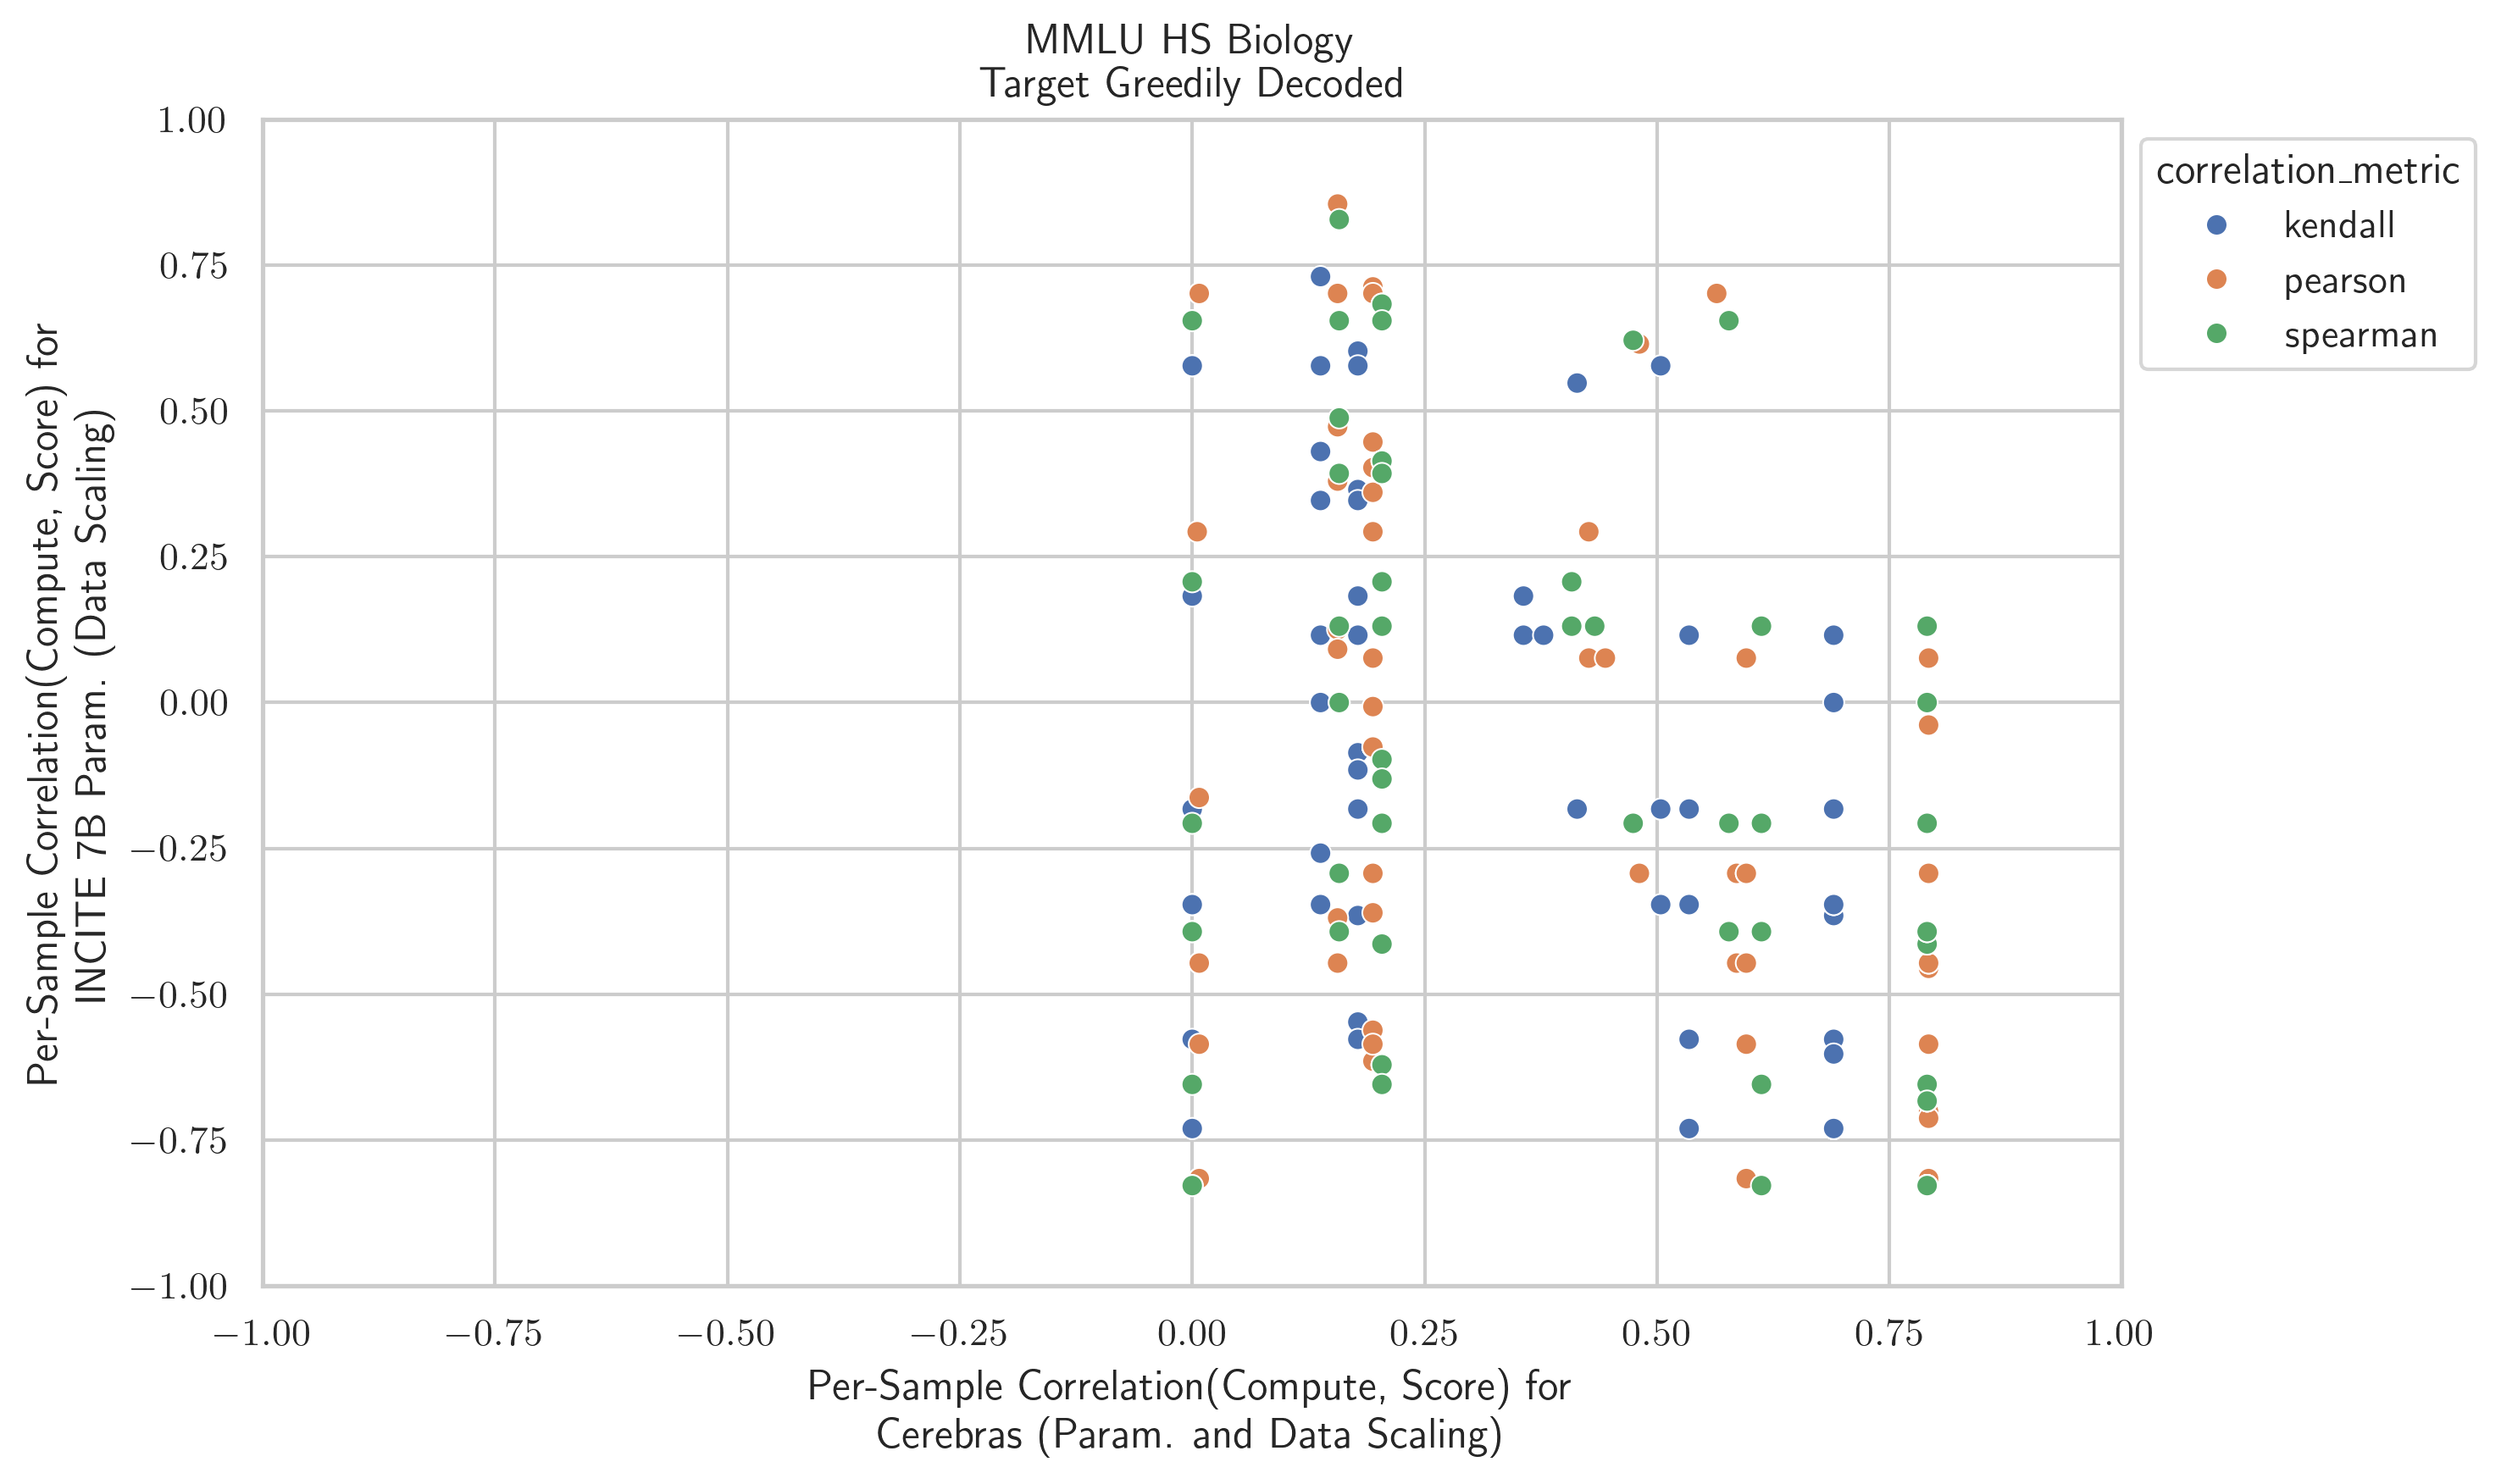 MMLU HS Biology
Target Greedily Decoded
Per-Sample Correlation(Compute, Score) for
INCITE 7B Param. (Data Scaling)
1.00
0.75
0.50
0.25
0.00
−0.25
−0.50
−0.75
−1.00
−1.00 −0.75 −0.50 −0.25 0.00 0.25 0.50 0.75 1.00
Per-Sample Correlation(Compute, Score) for
Cerebras (Param. and Data Scaling)
correlation_metric
kendall
pearson
spearman